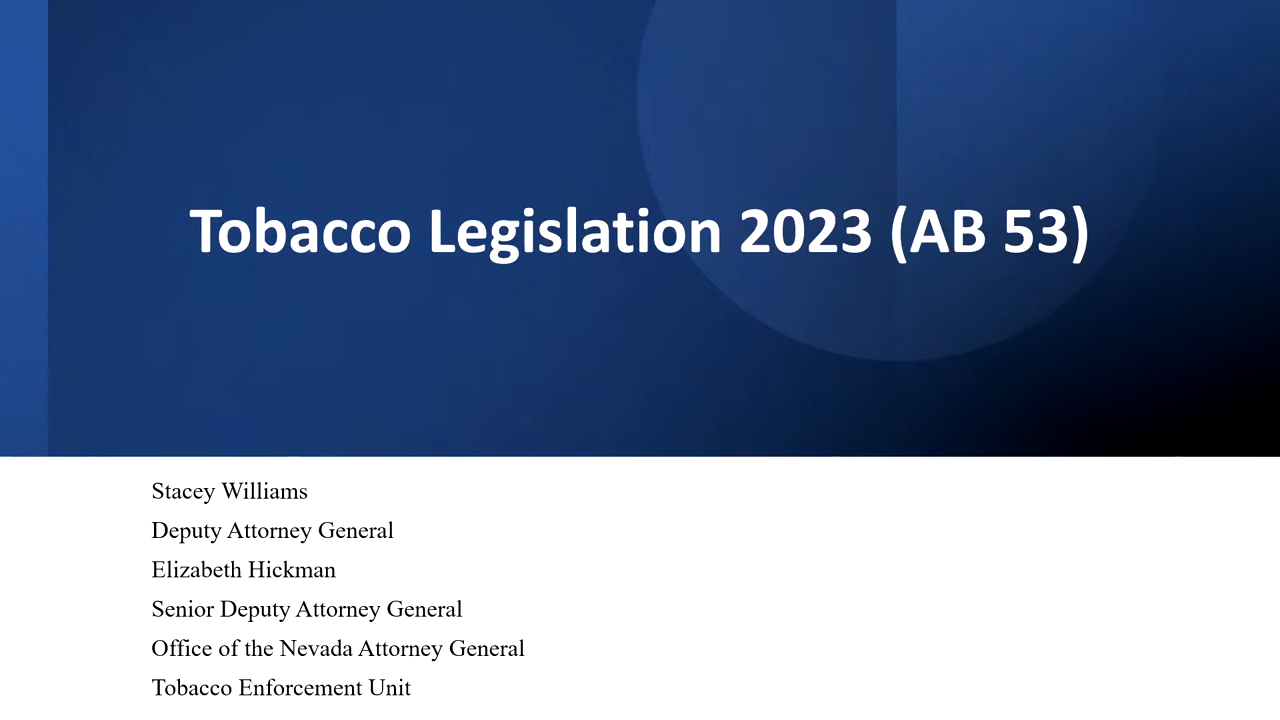 Tobacco Legislation 2023 (AB 53)
Stacey Williams
Deputy Attorney General
Elizabeth Hickman
Senior Deputy Attorney General
Office of the Nevada Attorney General
Tobacco Enforcement Unit